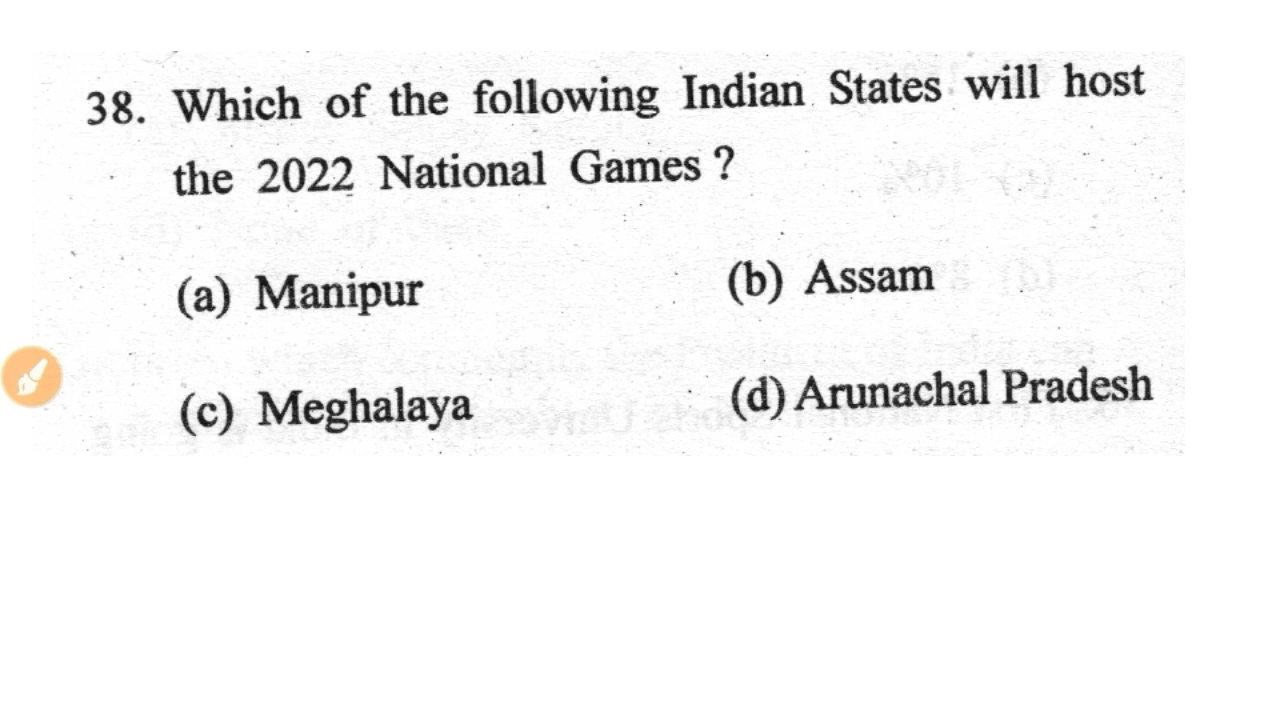 38. Which of the following Indian States will host
the 2022 National Games ?
(a) Manipur (b) Assam
(c) Meghalaya (d) Arunachal Pradesh